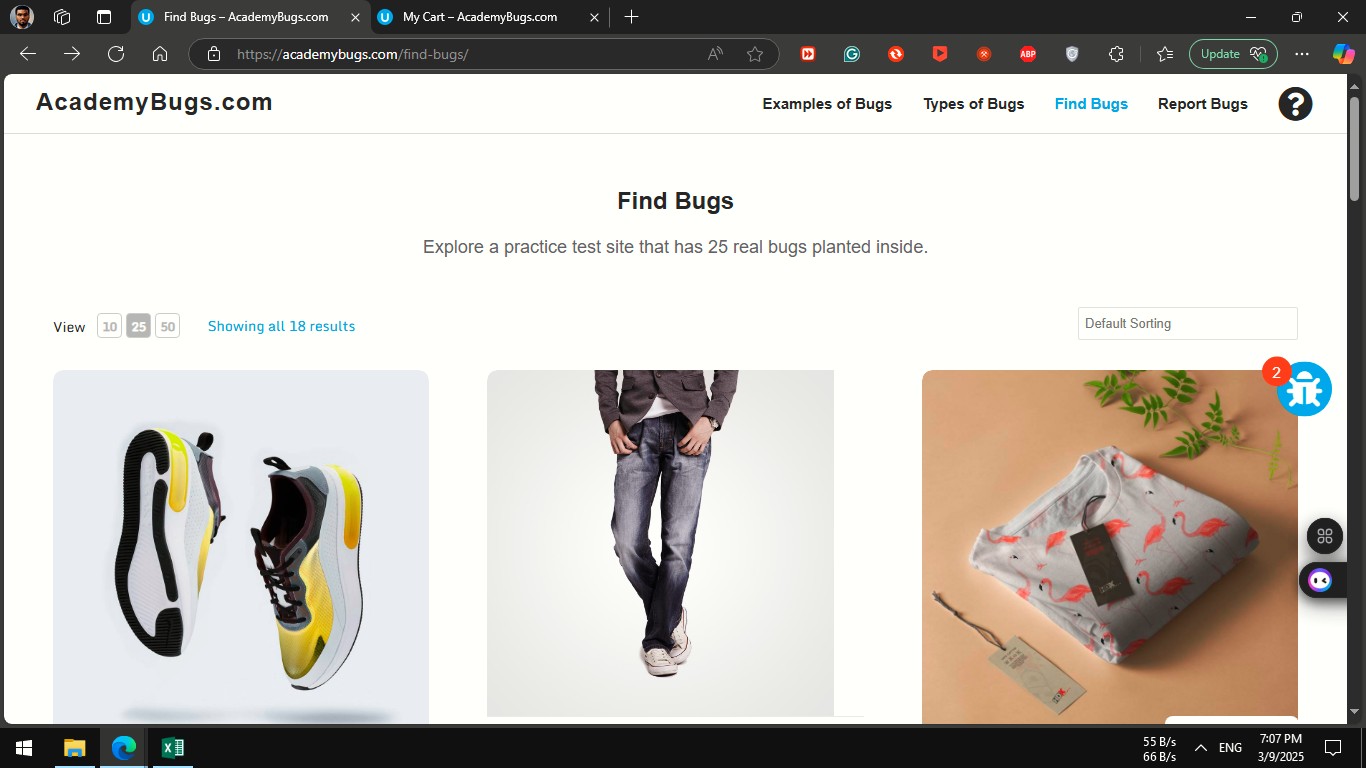 Find Bugs – AcademyBugs.com
My Cart – AcademyBugs.com
https://academybugs.com/find-bugs/
ABP
Update
AcademyBugs.com
Examples of Bugs
Types of Bugs
Find Bugs
Report Bugs
?
Find Bugs
Explore a practice test site that has 25 real bugs planted inside.
View
10
25
50
Showing all 18 results
Default Sorting
2
55 B/s
66 B/s
ENG
7:07 PM
3/9/2025